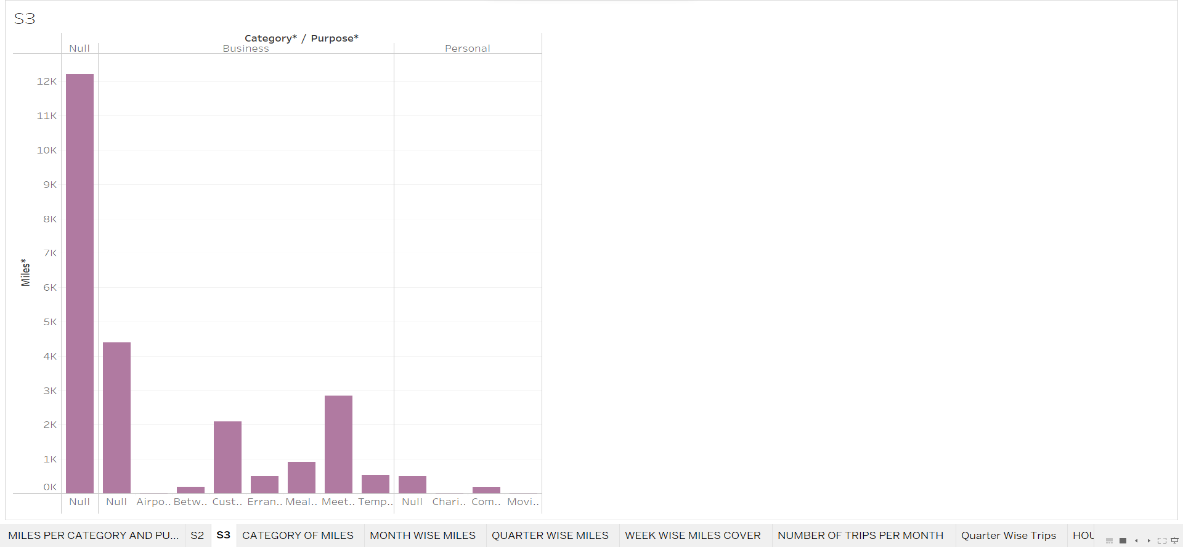 S3
Category* / Purpose*
Null Business Personal
12K
11K
10K
9K
8K
7K
6K
5K
4K
3K
2K
1K
0K
Miles*
Null Null Airpo.. Betw.. Cust.. Erran.. Meal.. Meet.. Temp.. Null Chari.. Com.. Movi..
MILES PER CATEGORY AND PU... S2 S3 CATEGORY OF MILES MONTH WISE MILES QUARTER WISE MILES WEEK WISE MILES COVER NUMBER OF TRIPS PER MONTH Quarter Wise Trips HOU